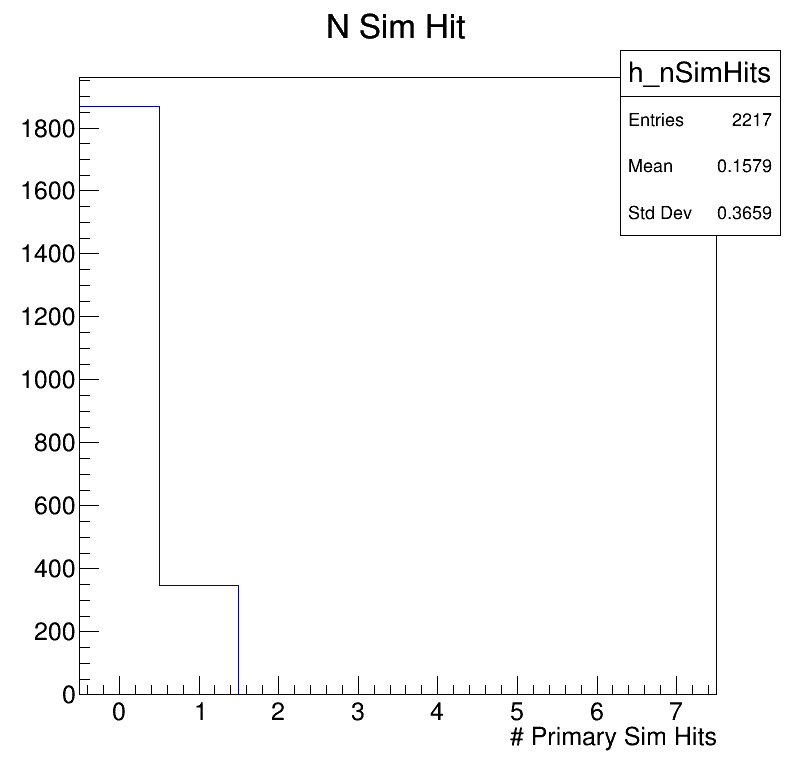 N Sim Hit
h_nSimHits
Entries 2217
Mean 0.1579
Std Dev 0.3659
1800
1600
1400
1200
1000
800
600
400
200
0
0 1 2 3 4 5 6 7
# Primary Sim Hits